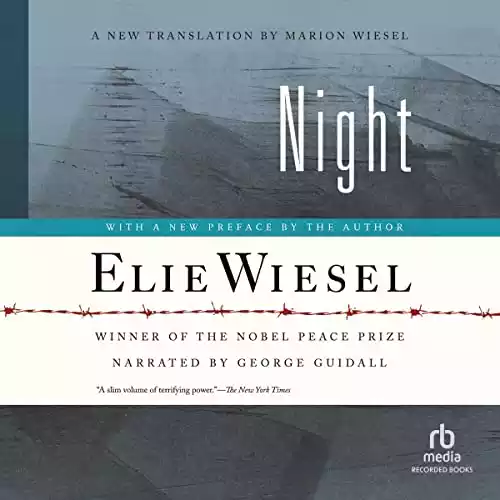 A NEW TRANSLATION BY MARION WIESEL
Night
WITH A NEW PREFACE BY THE AUTHOR
ELIE WIESEL
WINNER OF THE NOBEL PEACE PRIZE
NARRATED BY GEORGE GUIDALL
"A slim volume of terrifying power."—The New York Times
rb
media
RECORDED BOOKS